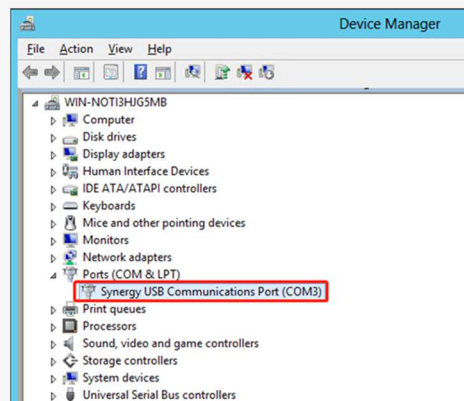 Device Manager
File Action View Help
WIN-NOTI3HJG5MB
Computer
Disk drives
Display adapters
Human Interface Devices
IDE ATA/ATAPI controllers
Keyboards
Mice and other pointing devices
Monitors
Network adapters
Ports (COM & LPT)
Synergy USB Communications Port (COM3)
Print queues
Processors
Sound, video and game controllers
Storage controllers
System devices
Universal Serial Bus controllers